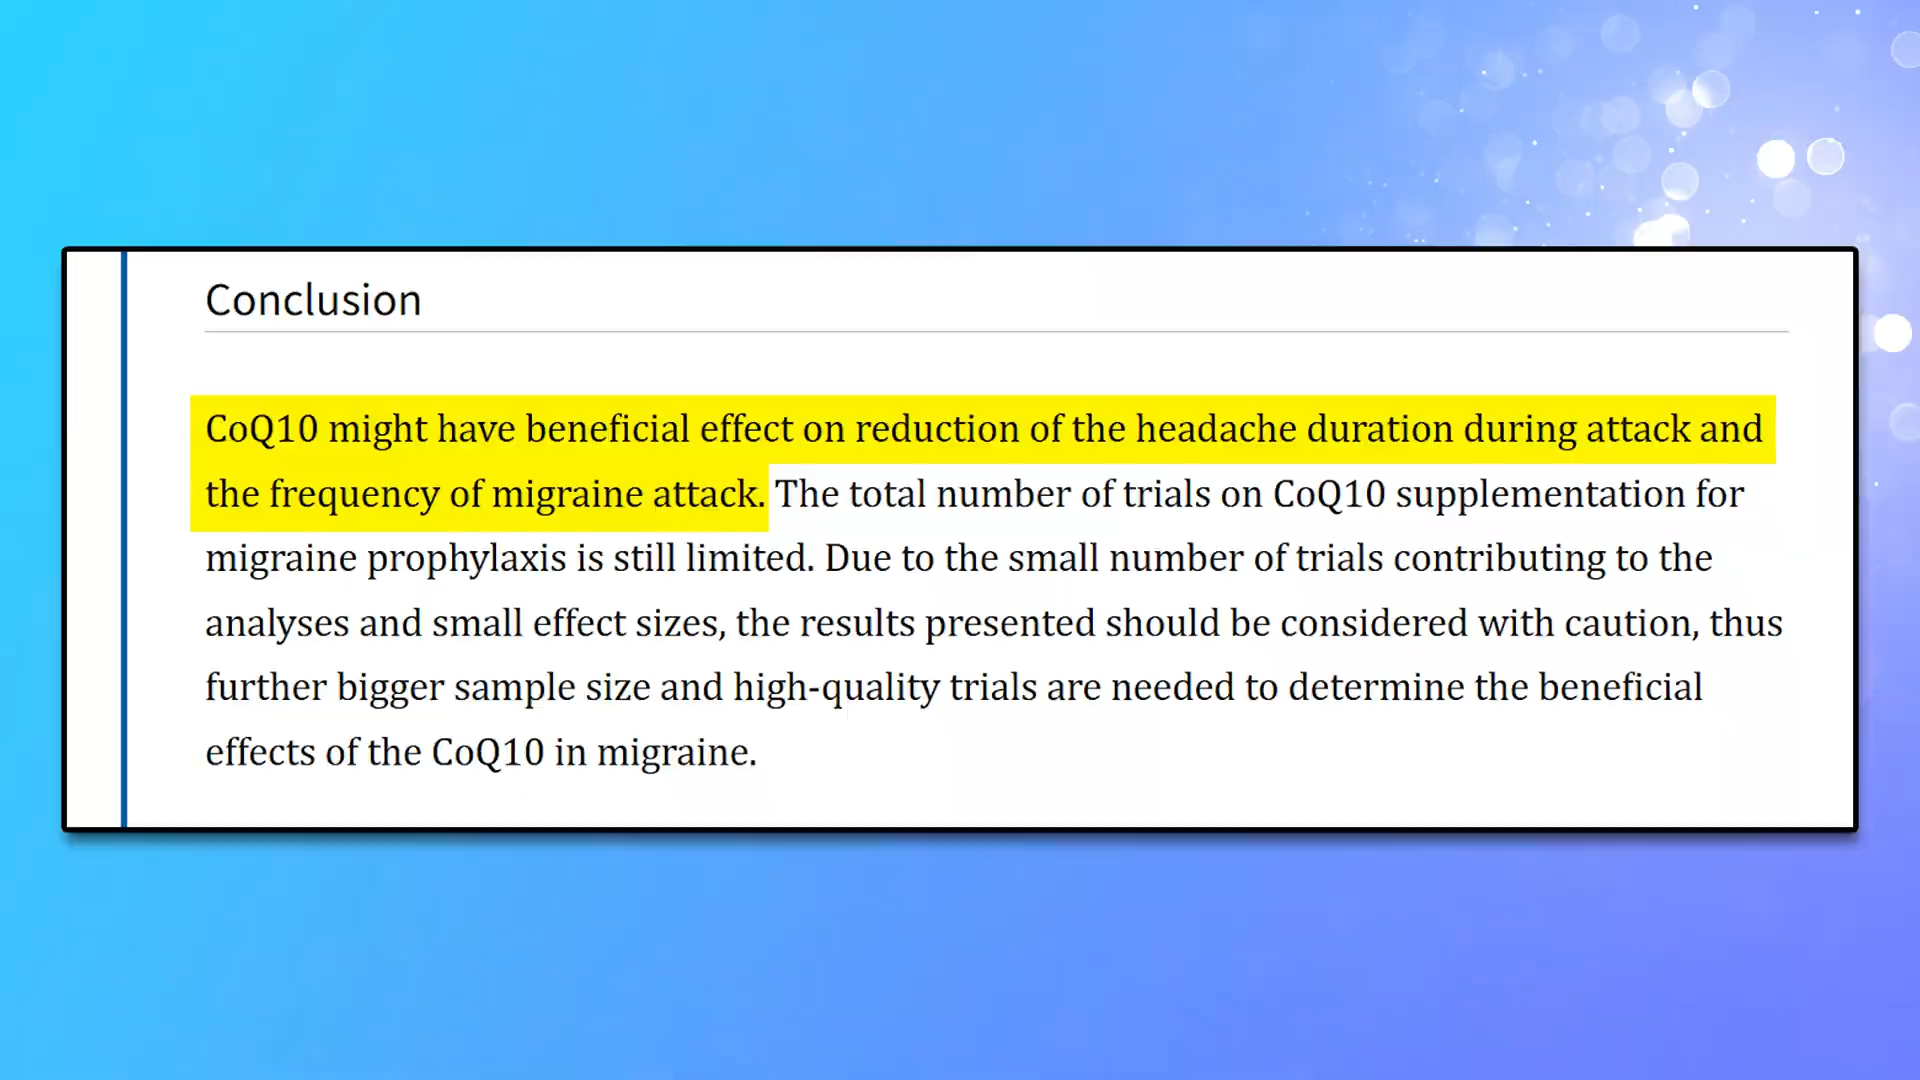 Conclusion
CoQ10 might have beneficial effect on reduction of the headache duration during attack and
the frequency of migraine attack. The total number of trials on CoQ10 supplementation for
migraine prophylaxis is still limited. Due to the small number of trials contributing to the
analyses and small effect sizes, the results presented should be considered with caution, thus
further bigger sample size and high-quality trials are needed to determine the beneficial
effects of the CoQ10 in migraine.